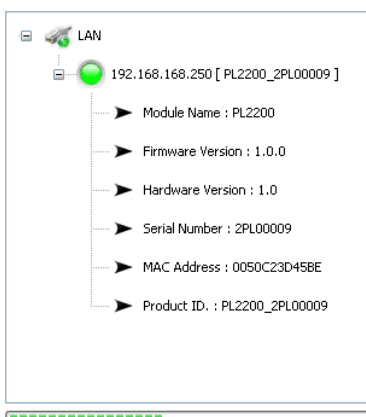 LAN
192.168.168.250 [ PL2200_2PL00009 ]
Module Name : PL2200
Firmware Version : 1.0.0
Hardware Version : 1.0
Serial Number : 2PL00009
MAC Address : 0050C23D45BE
Product ID. : PL2200_2PL00009